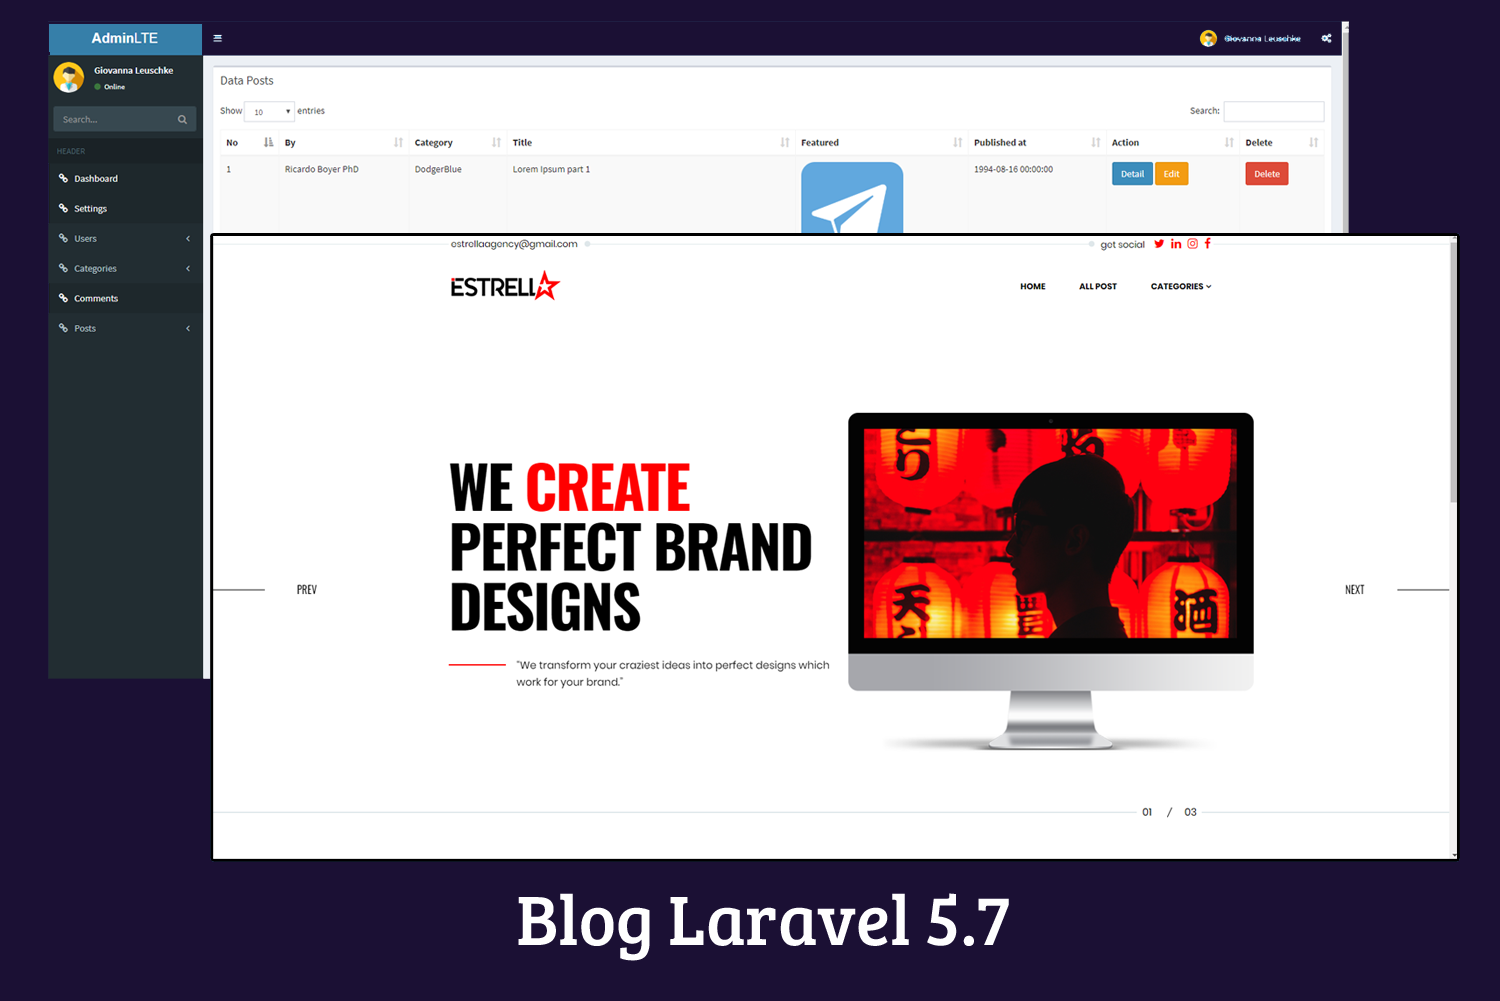 AdminLTE
Giovanna Leuschke
Giovanna Leuschke
Online
Search...
HEADER
Dashboard
Settings
Users
Categories
Comments
Posts
Data Posts
Show 10 entries
Search:
No By Category Title Featured Published at Action Delete
1 Ricardo Boyer PhD DodgerBlue Lorem Ipsum part 1 1994-08-16 00:00:00 Detail Edit Delete
estrellaagency@gmail.com
got social
ESTRELLA
HOME ALL POST CATEGORIES
WE CREATE
PERFECT BRAND
DESIGNS
PREV
NEXT
"We transform your craziest ideas into perfect designs which
work for your brand."
とり
天
酒
01 / 03
Blog Laravel 5.7